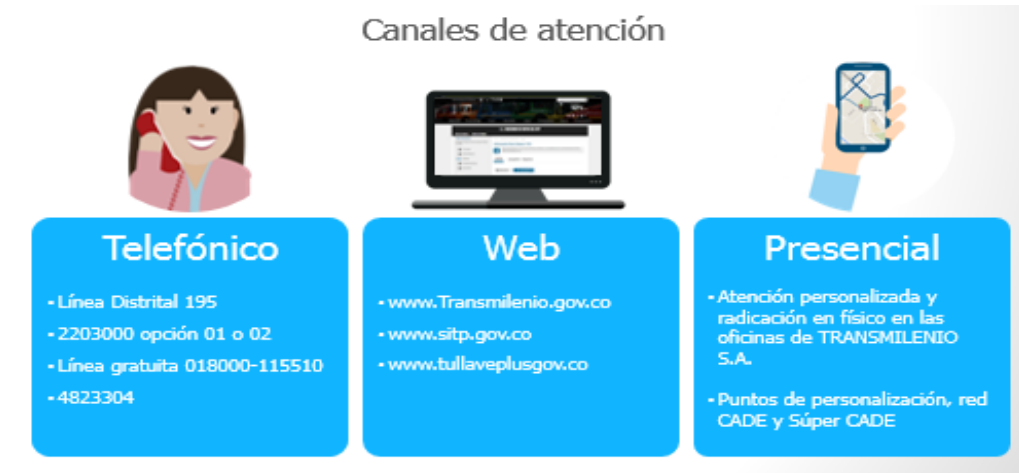 Canales de atención
Telefónico
- Línea Distrital 195
- 2203000 opción 01 o 02
- Línea gratuita 018000-115510
- 4823304
Web
- www.Transmilenio.gov.co
- www.sitp.gov.co
- www.tullaveplusgov.co
Presencial
- Atención personalizada y
radicación en físico en las
oficinas de TRANSMILENIO
S.A.
- Puntos de personalización, red
CADE y Súper CADE